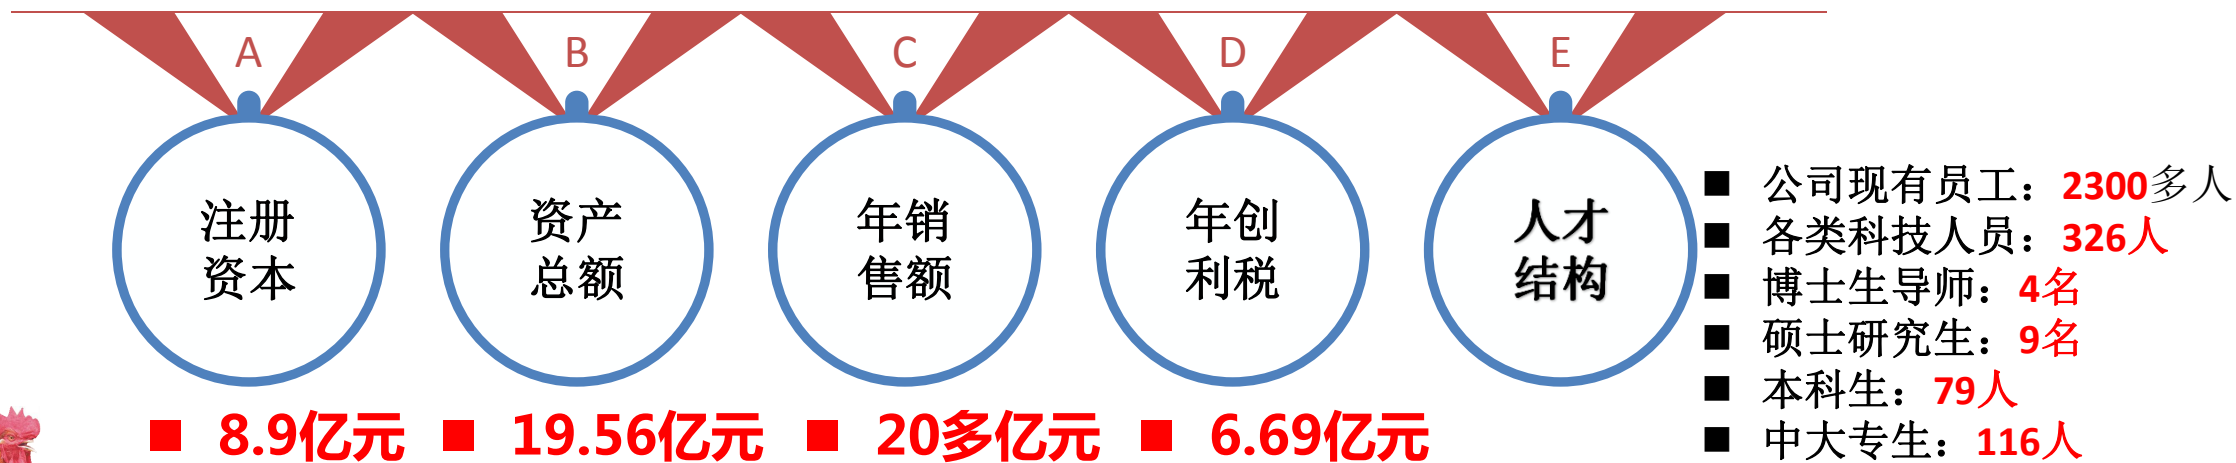 A
B
C
D
E
注册
资本
资产
总额
年销
售额
年创
利税
人才
结构
8.9亿元
19.56亿元
20多亿元
6.69亿元
公司现有员工：2300多人
各类科技人员：326人
博士生导师：4名
硕士研究生：9名
本科生：79人
中大专生：116人